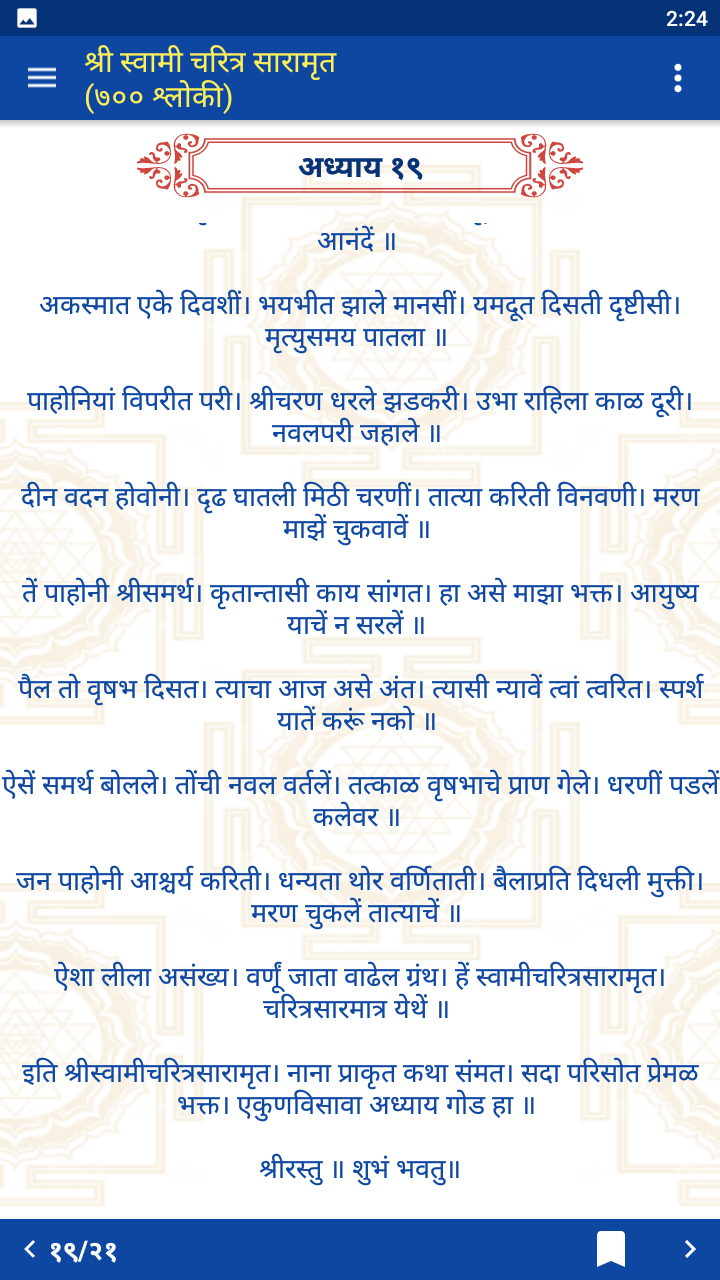 2:24
श्री स्वामी चरित्र सारामृत
(७०० श्लोकी)
अध्याय १९
आनंदें ॥
अकस्मात एके दिवशीं। भयभीत झाले मानसीं। यमदूत दिसती दृष्टीसी।
मृत्युसमय पातला ॥
पाहोनियां विपरीत परी। श्रीचरण धरले झडकरी। उभा राहिला काळ दूरी।
नवलपरी जहाले ॥
दीन वदन होवोनी। दृढ घातली मिठी चरणीं। तात्या करिती विनवणी। मरण
माझें चुकवावें ॥
तें पाहोनी श्रीसमर्थ। कृतान्तासी काय सांगत। हा असे माझा भक्त। आयुष्य
याचें न सरलें ॥
पैल तो वृषभ दिसत। त्याचा आज असे अंत। त्यासी न्यावें त्वां त्वरित। स्पर्श
यातें करूं नको ॥
ऐसें समर्थ बोलले। तोंची नवल वर्तलें। तत्काळ वृषभाचे प्राण गेले। धरणीं पडलें
कलेवर ॥
जन पाहोनी आश्चर्य करिती। धन्यता थोर वर्णिताती। बैलाप्रति दिधली मुक्ती।
मरण चुकलें तात्याचें ॥
ऐशा लीला असंख्य। वर्णूं जाता वाढेल ग्रंथ। हें स्वामीचरित्रसारामृत।
चरित्रसारमात्र येथें ॥
इति श्रीस्वामीचरित्रसारामृत। नाना प्राकृत कथा संमत। सदा परिसोत प्रेमळ
भक्त। एकुणविसावा अध्याय गोड हा ॥
श्रीरस्तु ॥ शुभं भवतु॥
१९/२१